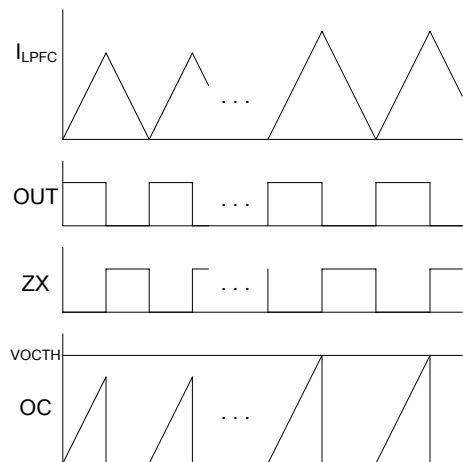 ILPFC
. . .
OUT
. . .
ZX
. . .
VOCTH
OC
. . .